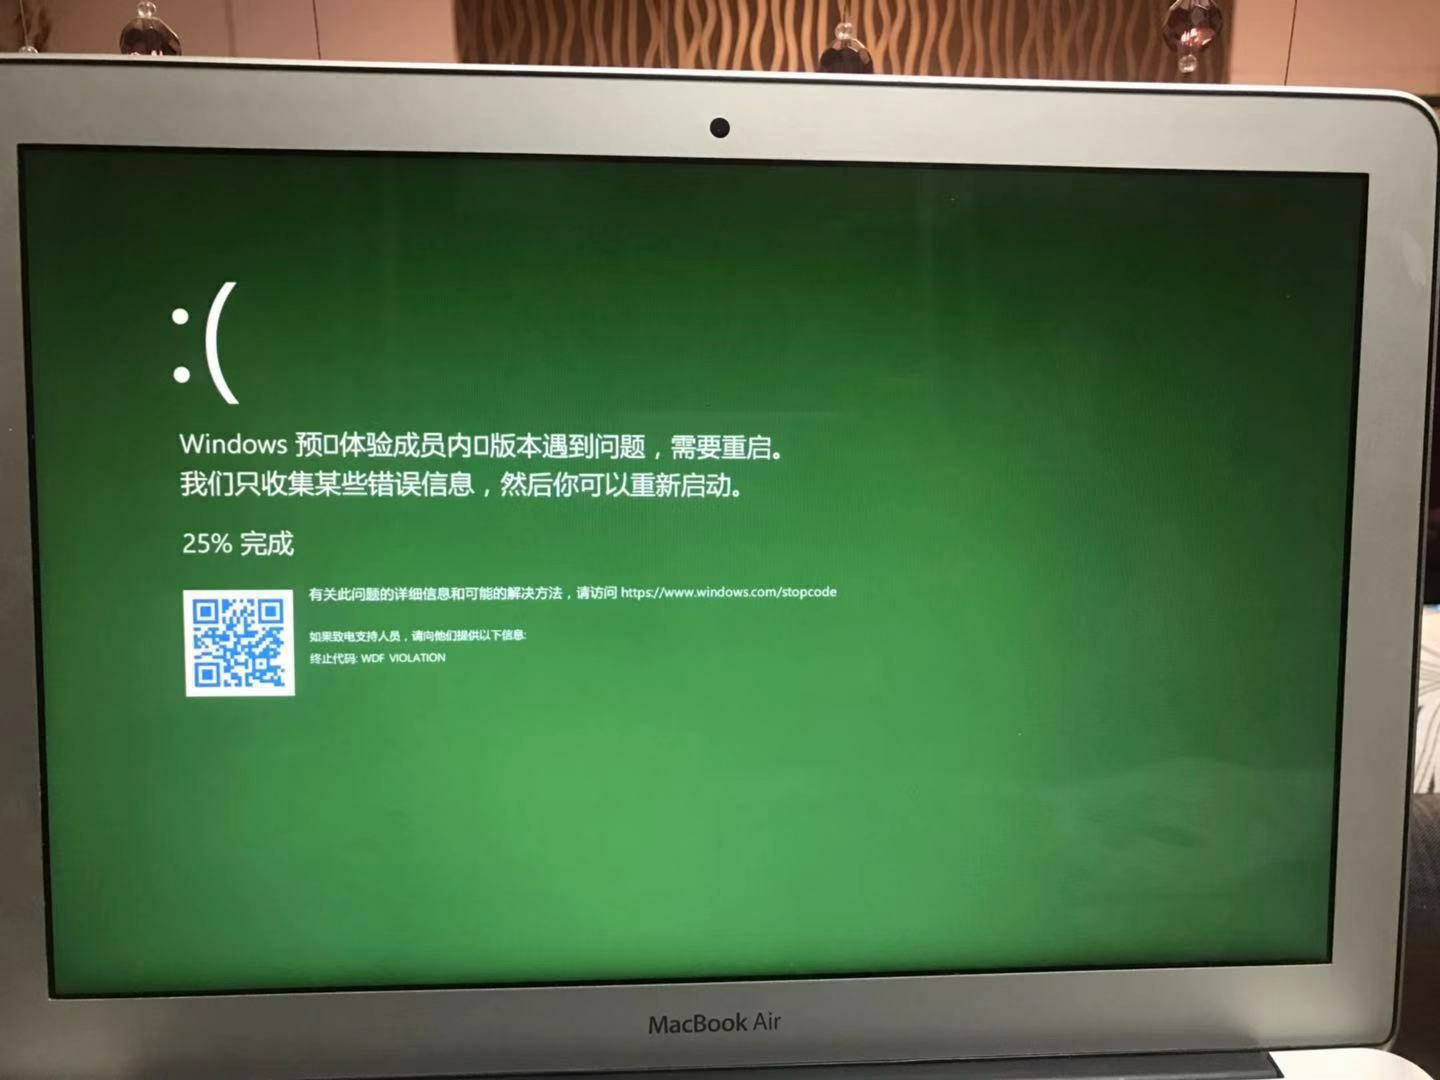 :(
Windows 预▯体验成员内▯版本遇到问题，需要重启。
我们只收集某些错误信息，然后你可以重新启动。
25% 完成
有关此问题的详细信息和可能的解决方法，请访问 https://www.windows.com/stopcode
如果致电支持人员，请向他们提供以下信息:
终止代码: WDF VIOLATION
MacBook Air